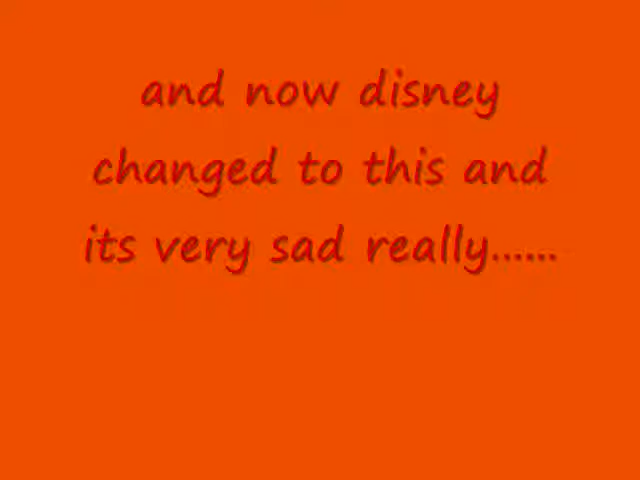 and now disney
changed to this and
its very sad really......